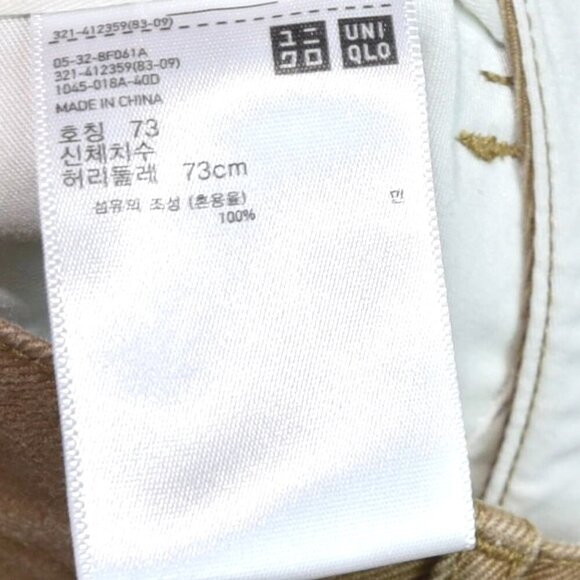 321-412359(83-09)
ユニ
クロ
UNI
QLO
05-32-8F061A
321-412359(83-09)
1045-018A-40D
MADE IN CHINA
호칭 73
신체치수
허리둘레 73cm
섬유의 조성 (혼용율) 면
100%